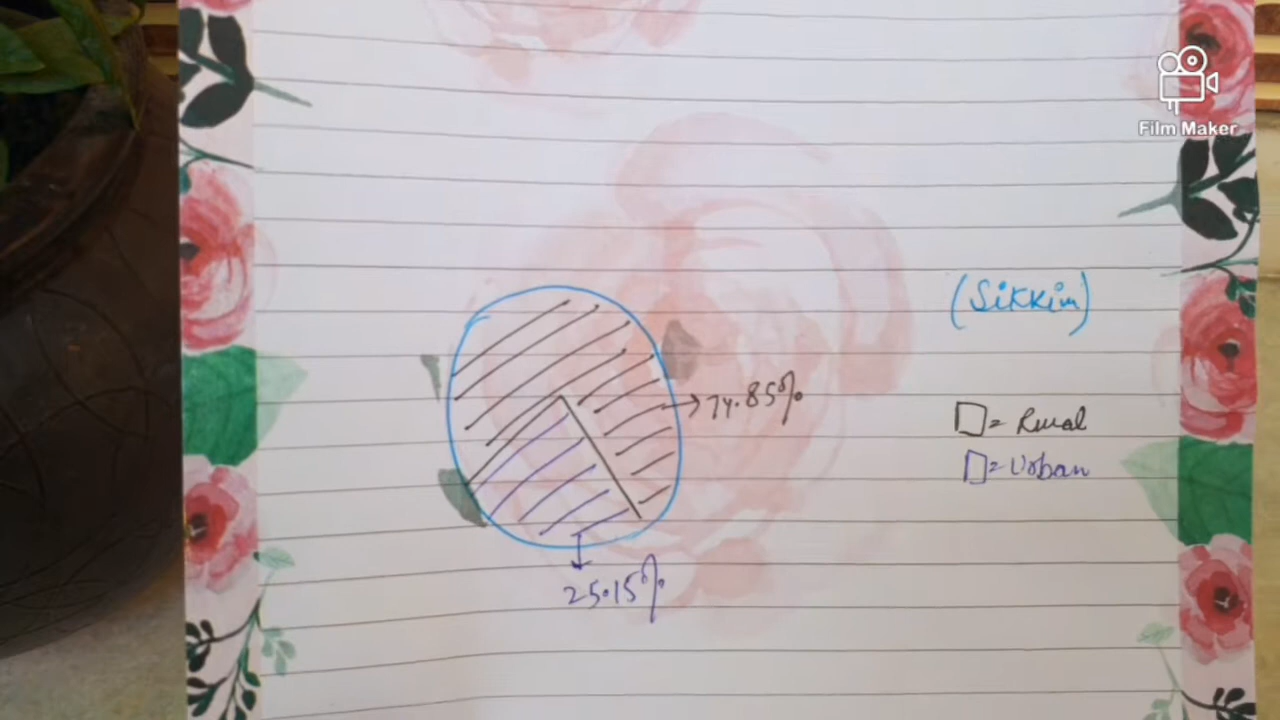 Film Maker
(Sikkim)
74.85%
□= Rural
□= Urban
25.15%